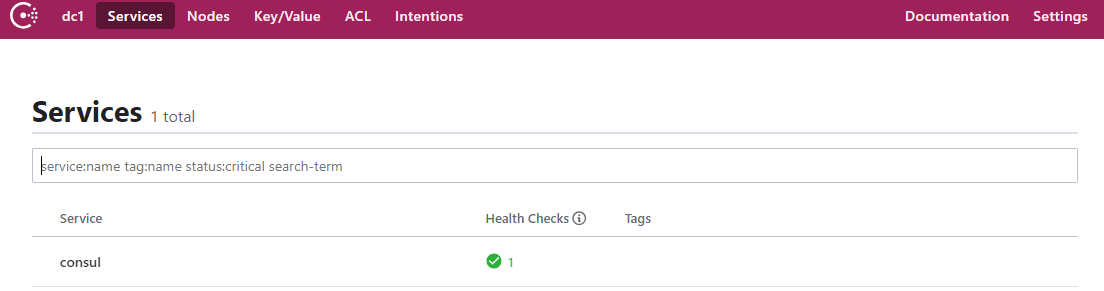 dc1 Services Nodes Key/Value ACL Intentions Documentation Settings
Services 1 total
service:name tag:name status:critical search-term
Service Health Checks Tags
consul 1